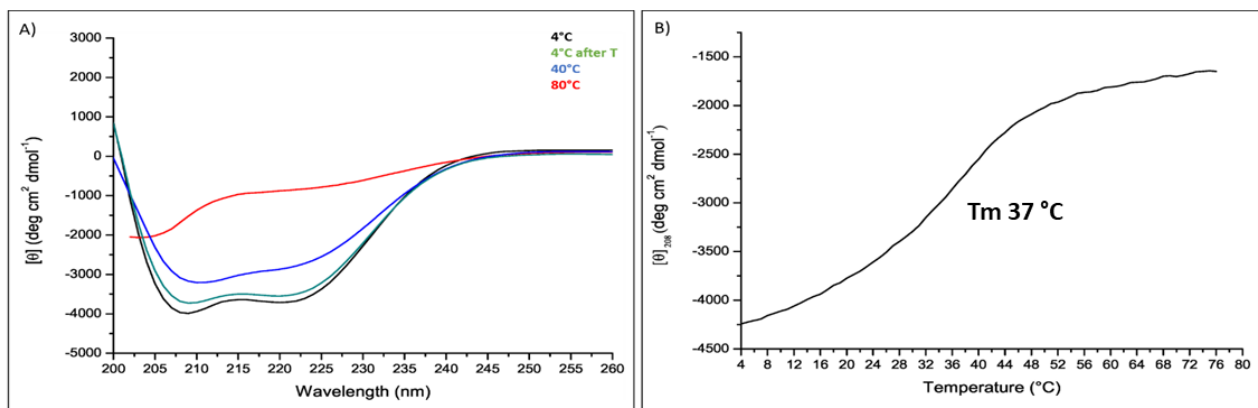 A)
4°C
4°C after T
40°C
80°C
[θ] (deg cm² dmol⁻¹)
3000
2000
1000
0
-1000
-2000
-3000
-4000
-5000
200 205 210 215 220 225 230 235 240 245 250 255 260
Wavelength (nm)
B)
[θ]₂₀₈ (deg cm² dmol⁻¹)
-1500
-2000
-2500
-3000
-3500
-4000
-4500
Tm 37 °C
4 8 12 16 20 24 28 32 36 40 44 48 52 56 60 64 68 72 76
Temperature (°C)